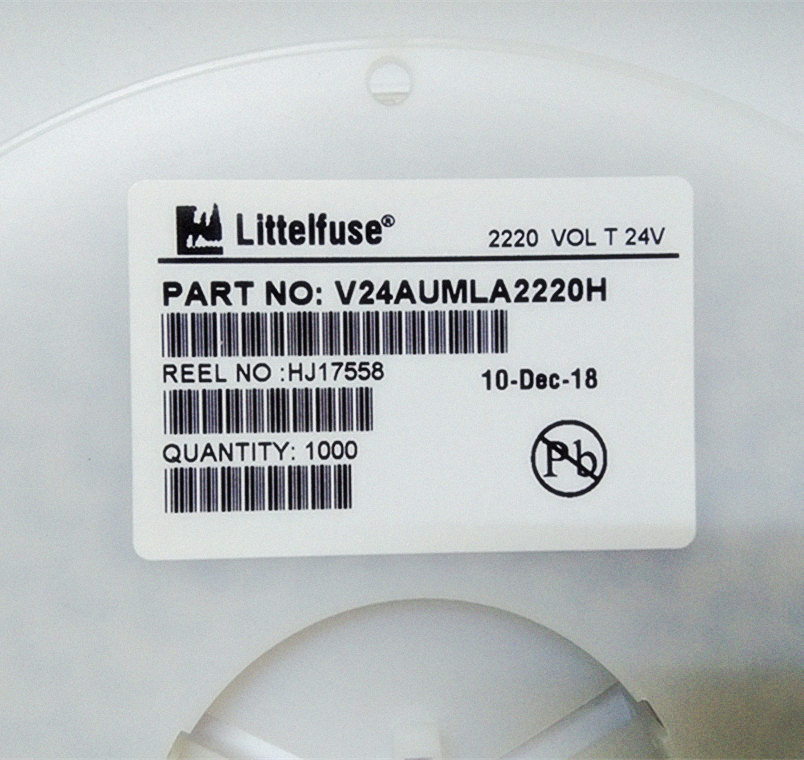 Littelfuse®
2220 VOL T 24V
PART NO: V24AUMLA2220H
REEL NO :HJ17558
10-Dec-18
QUANTITY: 1000
Pb